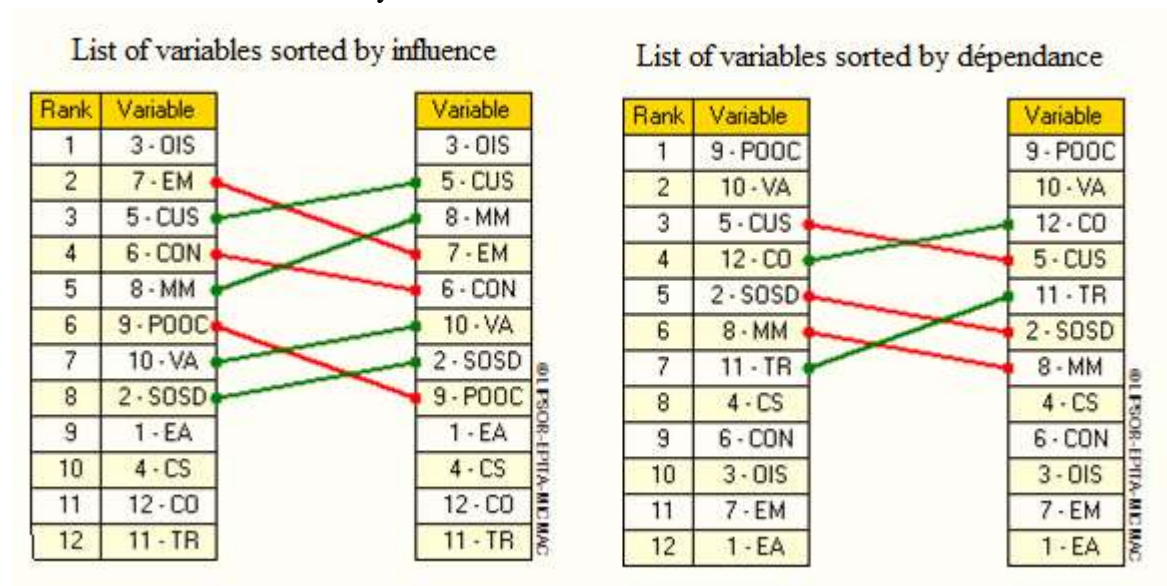 List of variables sorted by influence
Rank Variable Variable
1 3 - OIS 3 - OIS
2 7 - EM 5 - CUS
3 5 - CUS 8 - MM
4 6 - CON 7 - EM
5 8 - MM 6 - CON
6 9 - POOC 10 - VA
7 10 - VA 2 - SOSD
8 2 - SOSD 9 - POOC
9 1 - EA 1 - EA
10 4 - CS 4 - CS
11 12 - CO 12 - CO
12 11 - TR 11 - TR
© LIPSOR-EPITA-MICMAC
List of variables sorted by dépendance
Rank Variable Variable
1 9 - POOC 9 - POOC
2 10 - VA 10 - VA
3 5 - CUS 12 - CO
4 12 - CO 5 - CUS
5 2 - SOSD 11 - TR
6 8 - MM 2 - SOSD
7 11 - TR 8 - MM
8 4 - CS 4 - CS
9 6 - CON 6 - CON
10 3 - OIS 3 - OIS
11 7 - EM 7 - EM
12 1 - EA 1 - EA
© LIPSOR-EPITA-MICMAC